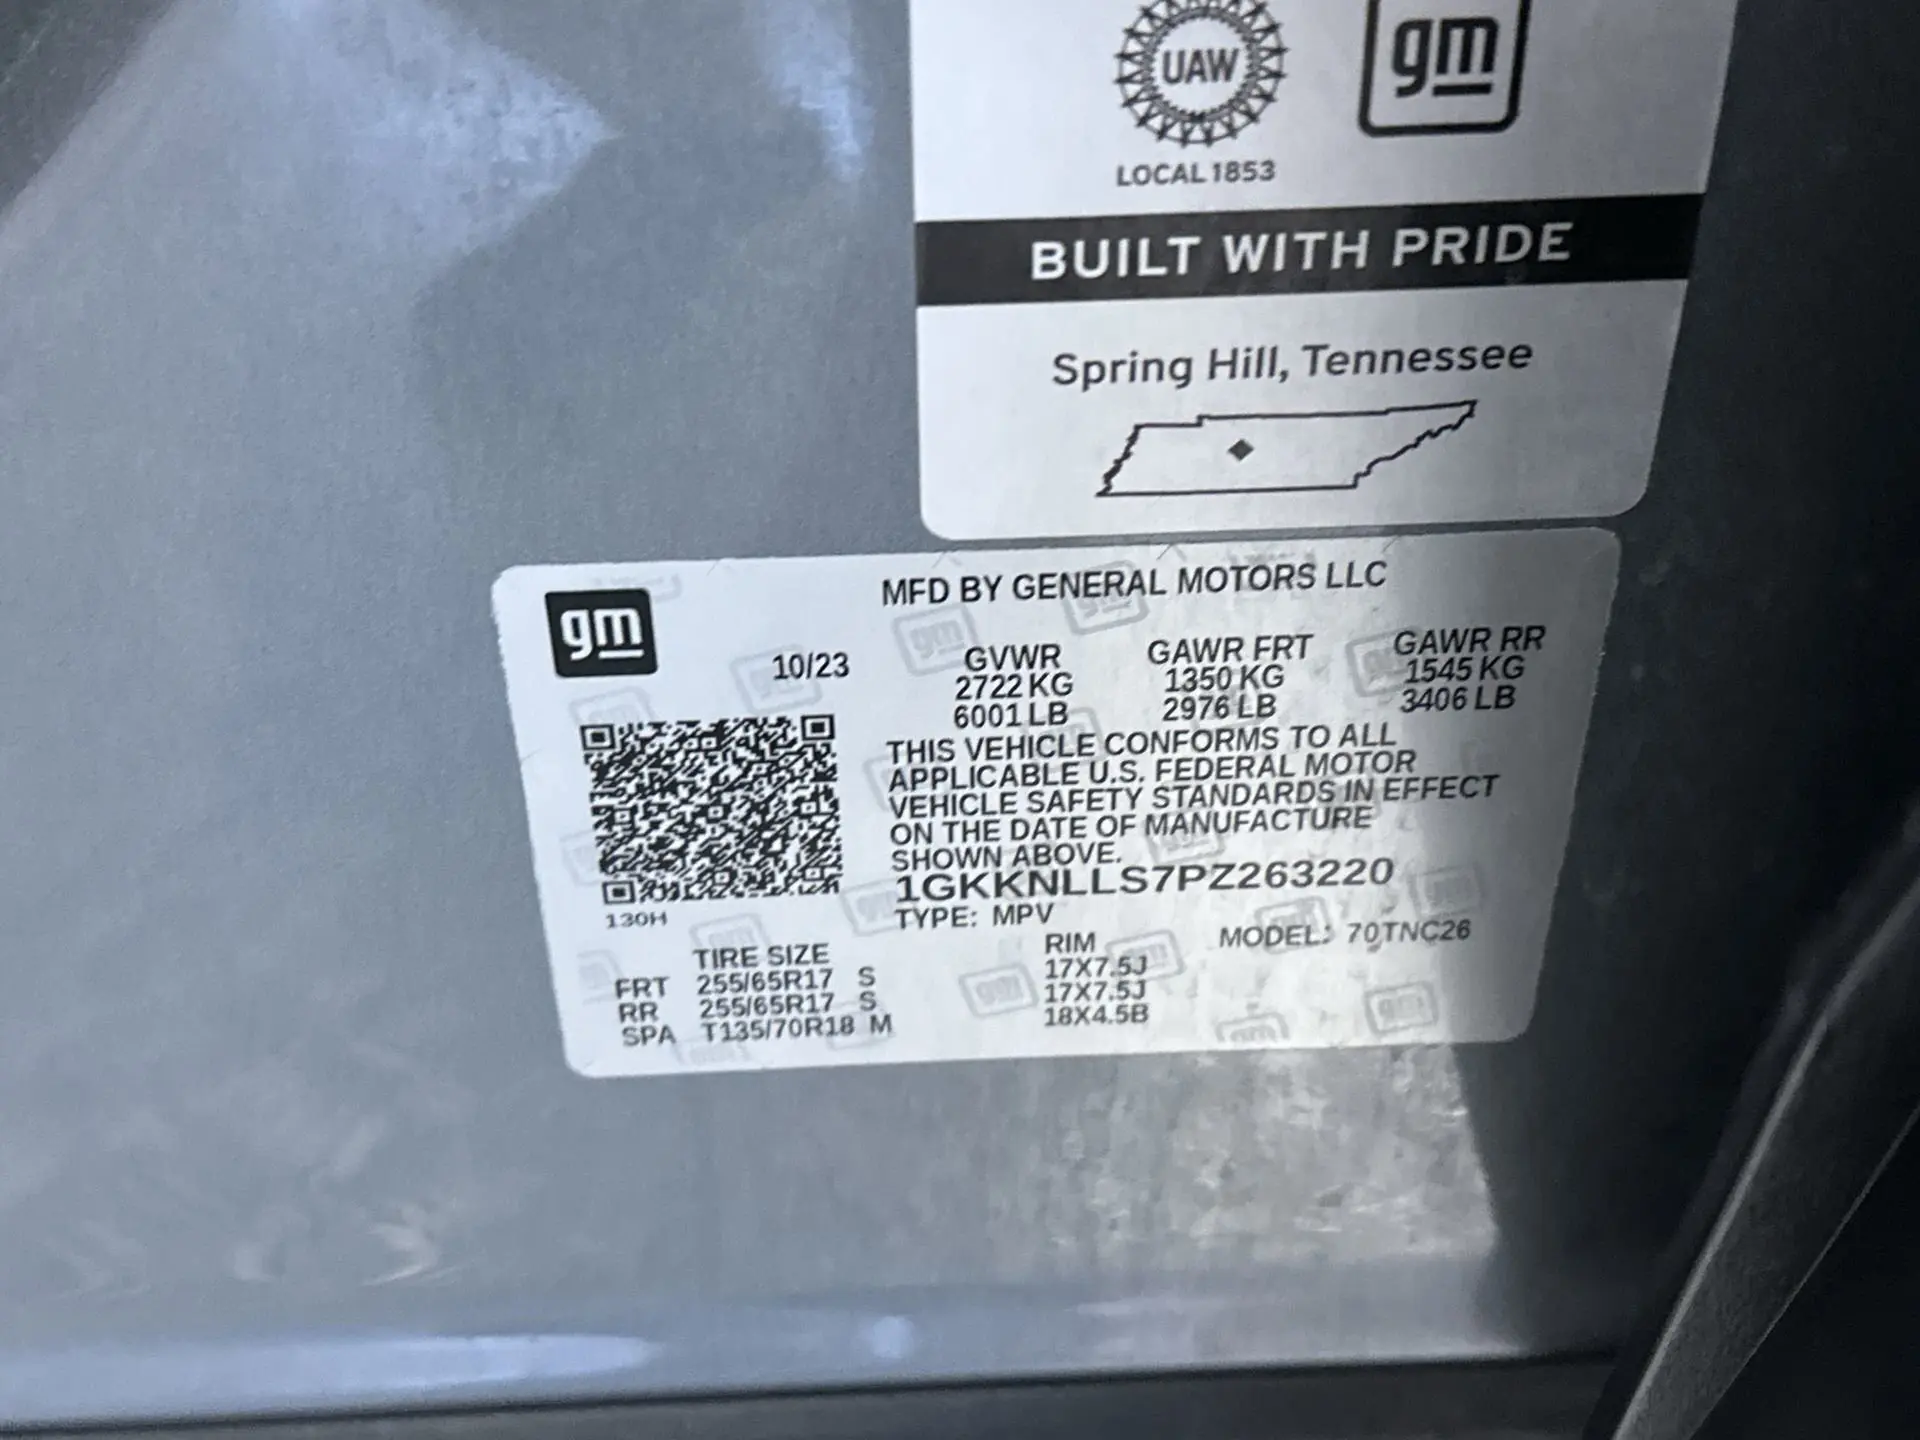 UAW
gm
LOCAL 1853
BUILT WITH PRIDE
Spring Hill, Tennessee
gm
MFD BY GENERAL MOTORS LLC
10/23 GVWR GAWR FRT GAWR RR
2722 KG 1350 KG 1545 KG
6001 LB 2976 LB 3406 LB
THIS VEHICLE CONFORMS TO ALL
APPLICABLE U.S. FEDERAL MOTOR
VEHICLE SAFETY STANDARDS IN EFFECT
ON THE DATE OF MANUFACTURE
SHOWN ABOVE.
1GKKNLLS7PZ263220
130H
TYPE: MPV MODEL: 70TNC26
TIRE SIZE RIM
FRT 255/65R17 S 17X7.5J
RR 255/65R17 S 17X7.5J
SPA T135/70R18 M 18X4.5B